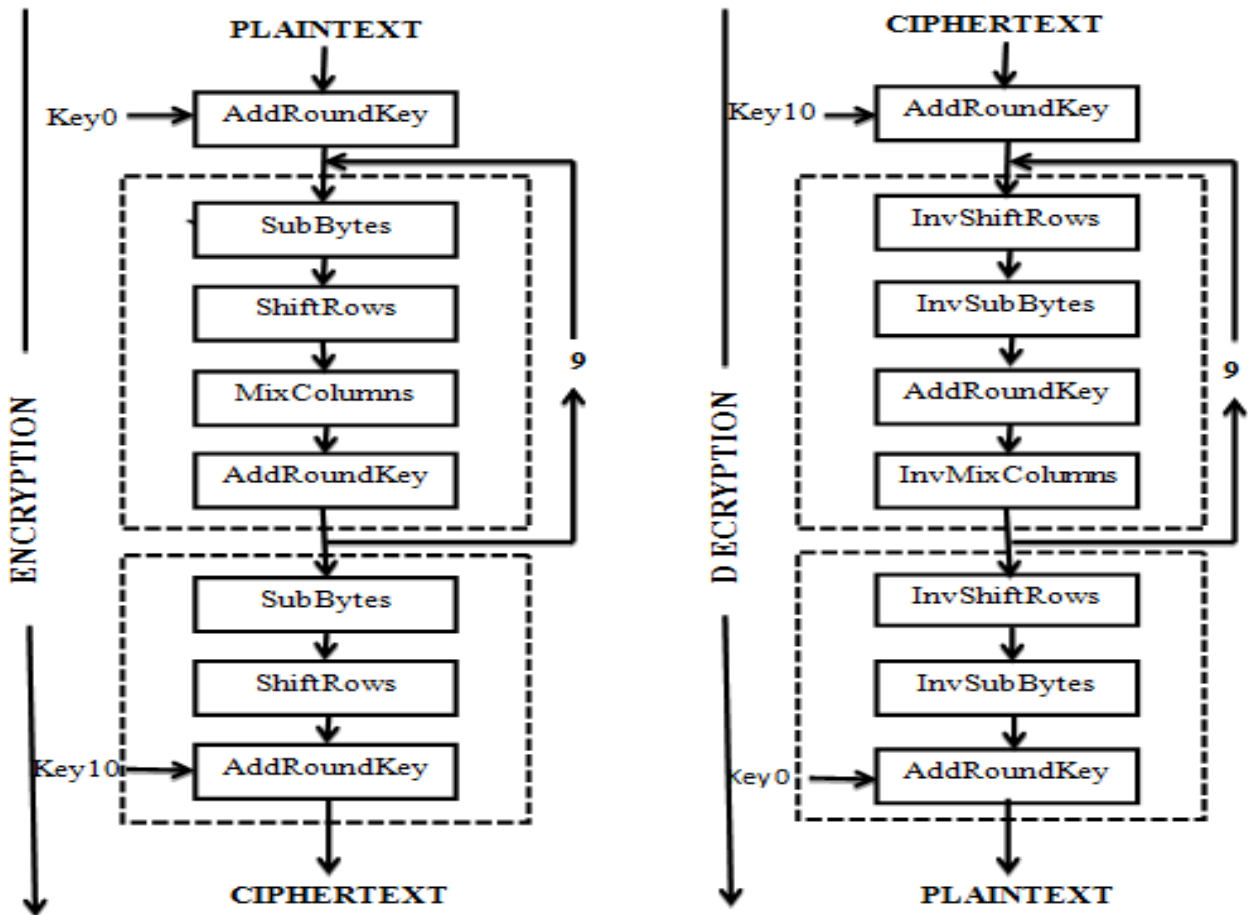 PLAINTEXT
Key0
AddRoundKey
SubBytes
ShiftRows
MixColumns
AddRoundKey
9
SubBytes
ShiftRows
Key10
AddRoundKey
CIPHERTEXT
ENCRYPTION
CIPHERTEXT
Key10
AddRoundKey
InvShiftRows
InvSubBytes
AddRoundKey
InvMixColumns
9
InvShiftRows
InvSubBytes
Key0
AddRoundKey
PLAINTEXT
DECRYPTION